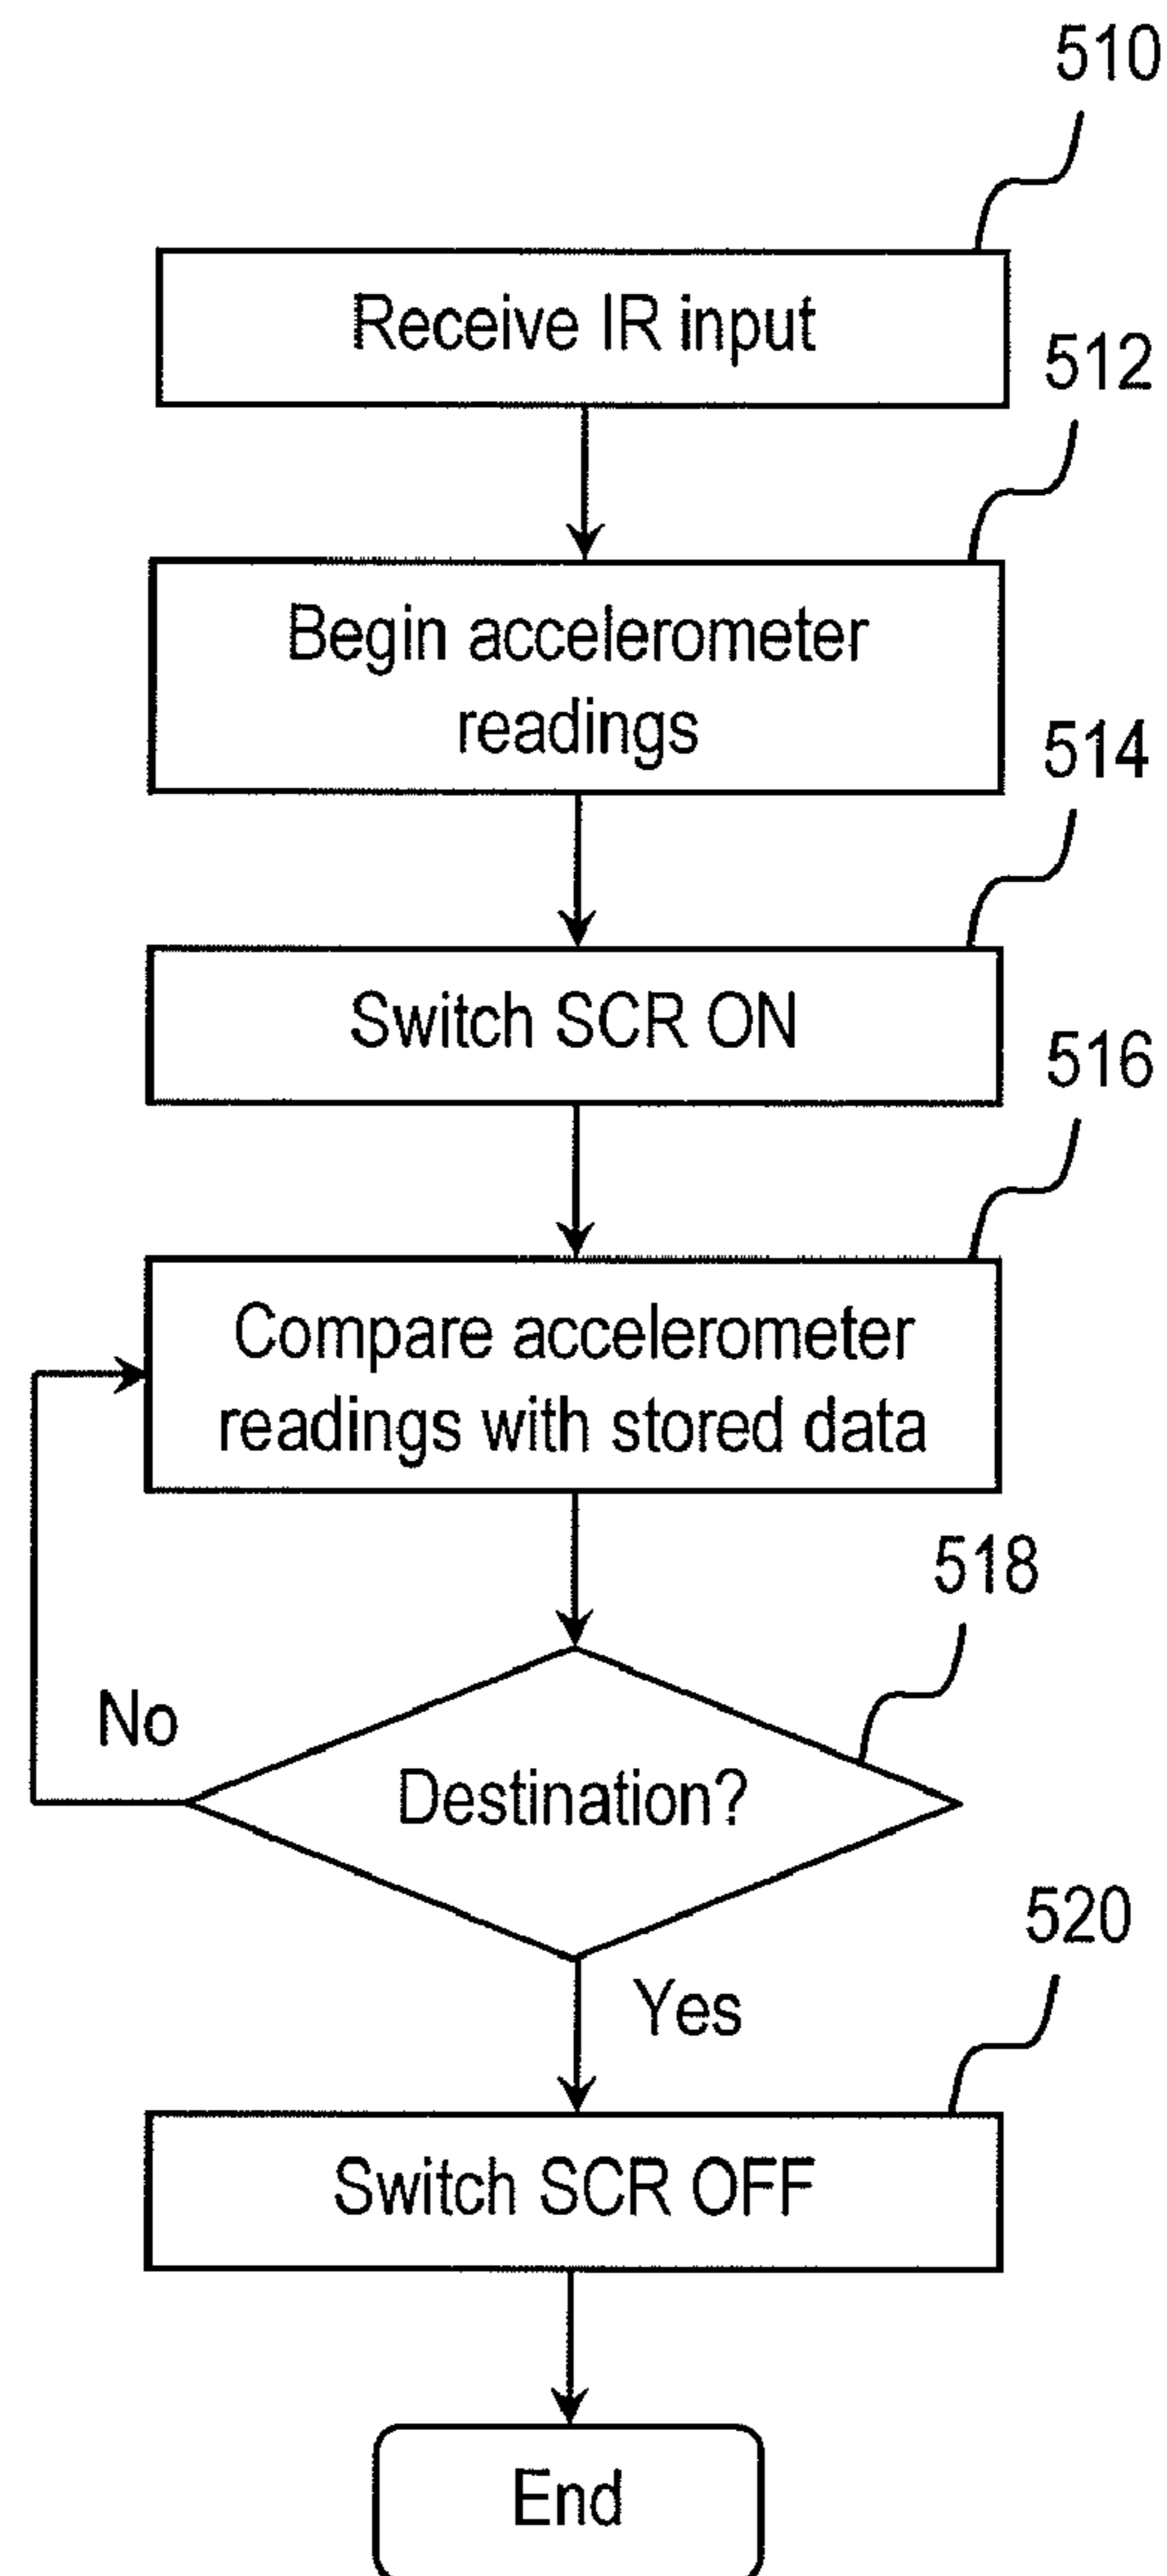 510
Receive IR input
512
Begin accelerometer
readings
514
Switch SCR ON
516
Compare accelerometer
readings with stored data
518
No
Destination?
520
Yes
Switch SCR OFF
End